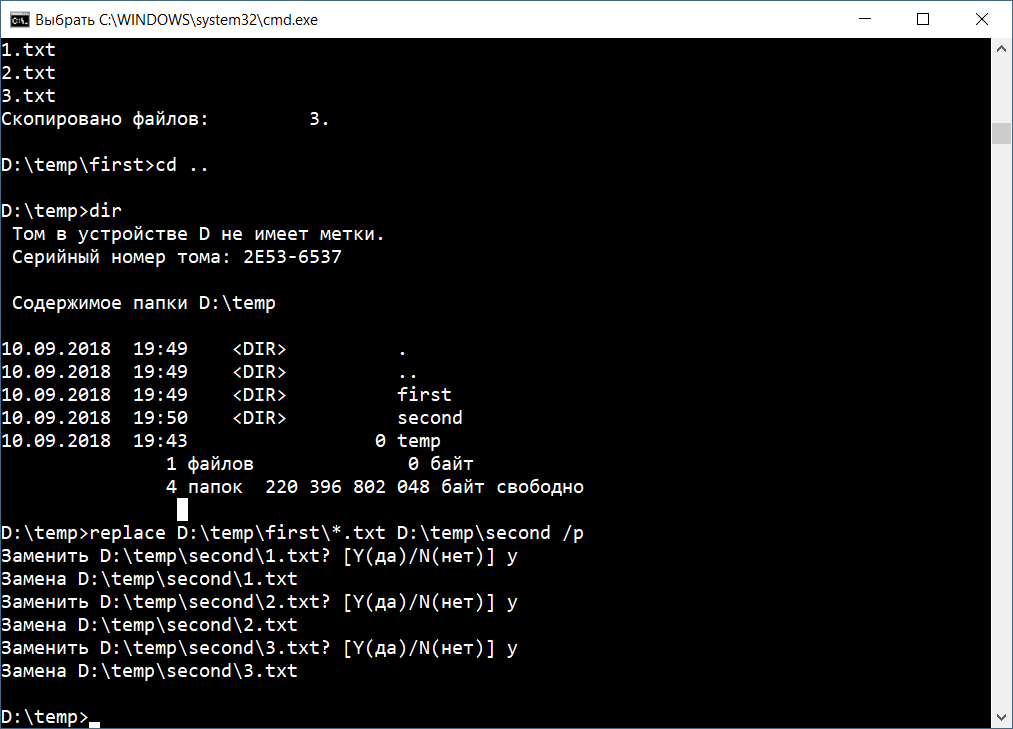 Выбрать C:\WINDOWS\system32\cmd.exe
1.txt
2.txt
3.txt
Скопировано файлов:         3.
D:\temp\first>cd ..
D:\temp>dir
 Том в устройстве D не имеет метки.
 Серийный номер тома: 2E53-6537
 Содержимое папки D:\temp
10.09.2018  19:49    <DIR>          .
10.09.2018  19:49    <DIR>          ..
10.09.2018  19:49    <DIR>          first
10.09.2018  19:50    <DIR>          second
10.09.2018  19:43                 0 temp
               1 файлов              0 байт
               4 папок  220 396 802 048 байт свободно
D:\temp>replace D:\temp\first\*.txt D:\temp\second /p
Заменить D:\temp\second\1.txt? [Y(да)/N(нет)] y
Замена D:\temp\second\1.txt
Заменить D:\temp\second\2.txt? [Y(да)/N(нет)] y
Замена D:\temp\second\2.txt
Заменить D:\temp\second\3.txt? [Y(да)/N(нет)] y
Замена D:\temp\second\3.txt
D:\temp>